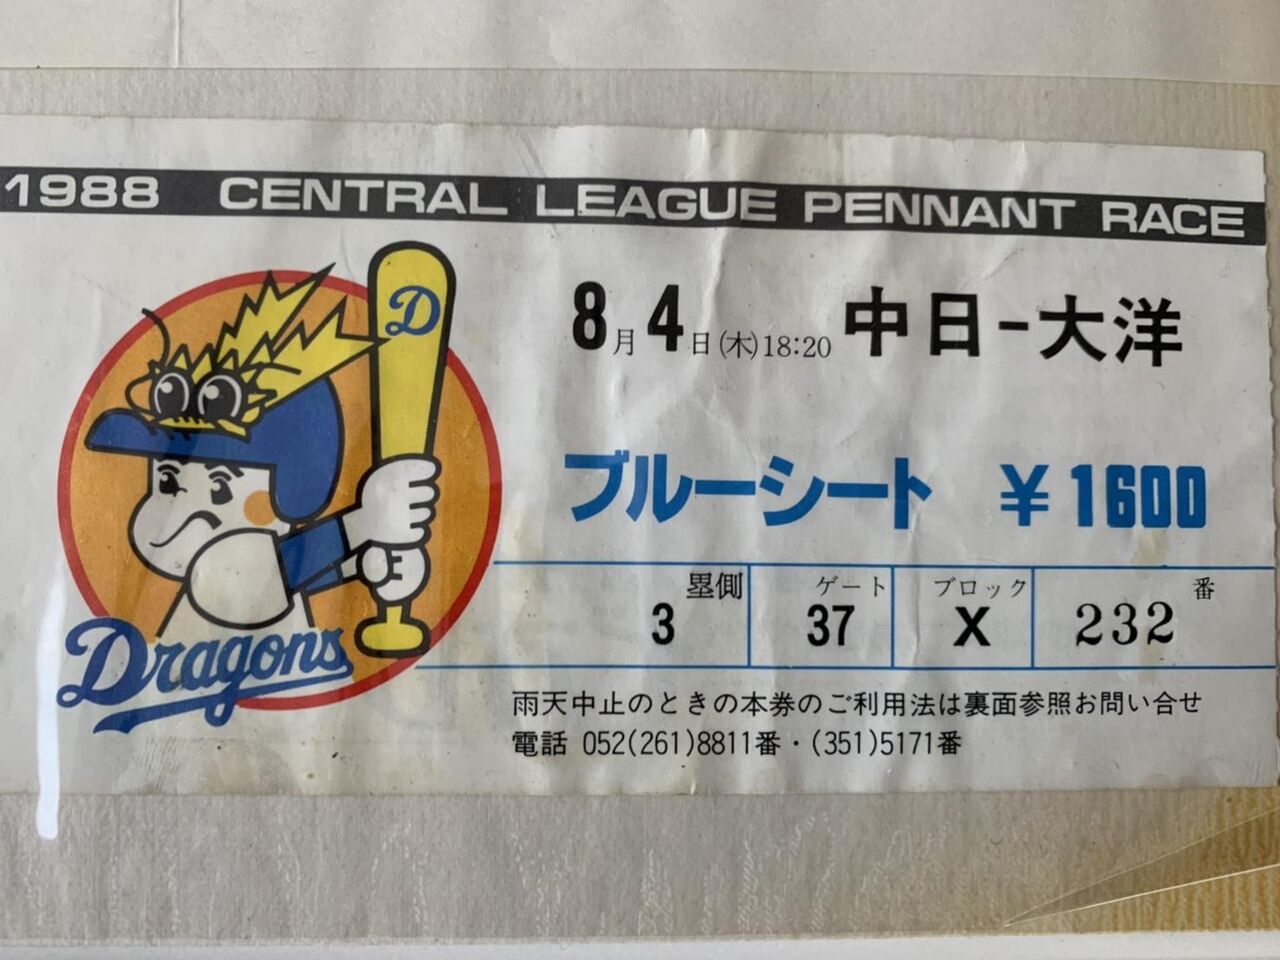 1988 CENTRAL LEAGUE PENNANT RACE
D
8月4日(木)18:20 中日-大洋
ブルーシート ¥1600
塁側 ゲート ブロック 番
3 37 X 232
Dragons
雨天中止のときの本券のご利用法は裏面参照お問い合せ
電話 052(261)8811番・(351)5171番